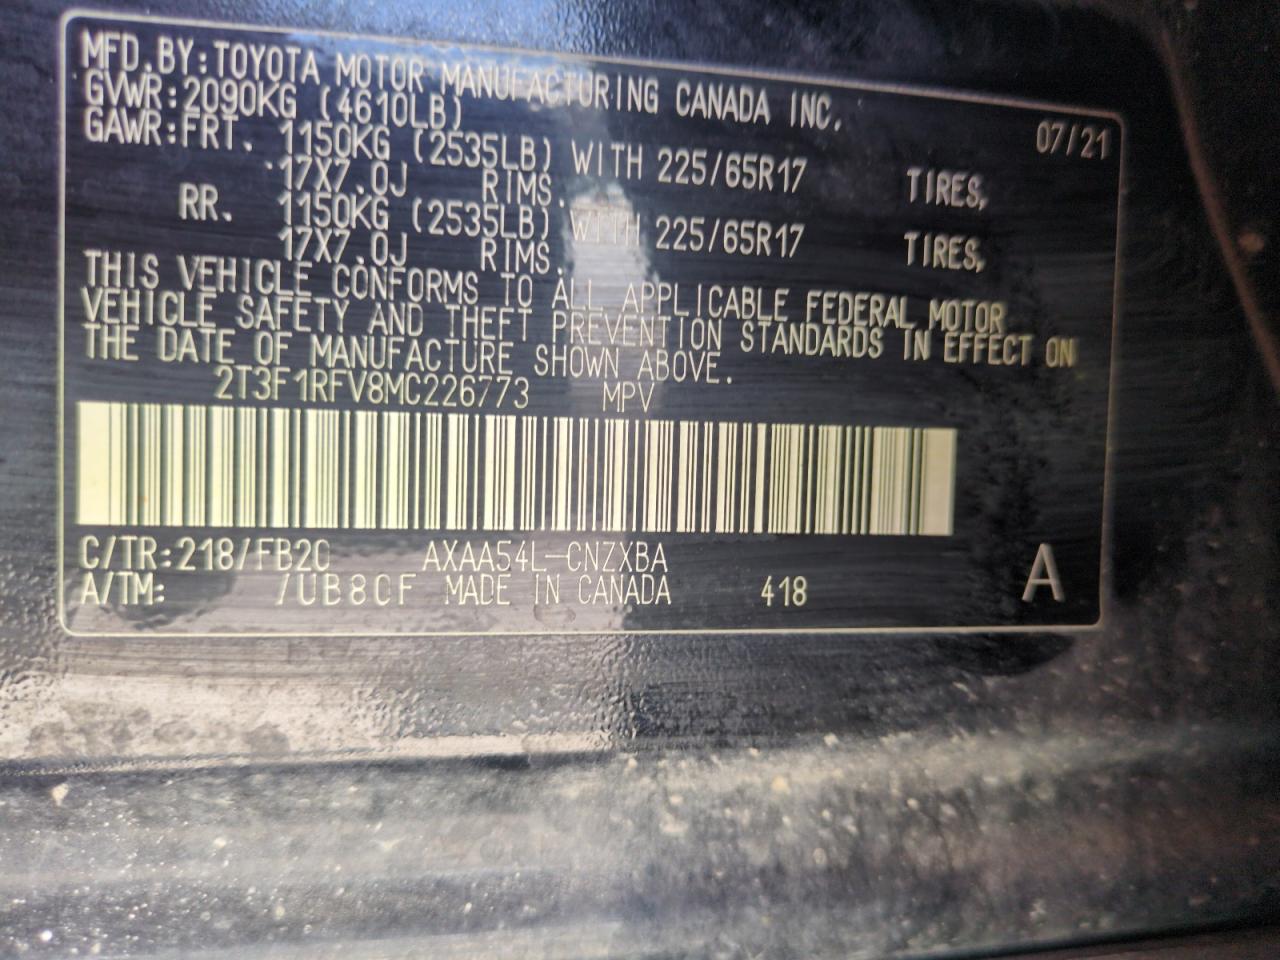 MFD.BY:TOYOTA MOTOR MANUFACTURING CANADA INC.
07/21
GVWR:2090KG (4610LB)
GAWR:FRT. 1150KG (2535LB) WITH 225/65R17 TIRES,
17X7.0J RIMS.
RR. 1150KG (2535LB) WITH 225/65R17 TIRES,
17X7.0J RIMS.
THIS VEHICLE CONFORMS TO ALL APPLICABLE FEDERAL MOTOR
VEHICLE SAFETY AND THEFT PREVENTION STANDARDS IN EFFECT ON
THE DATE OF MANUFACTURE SHOWN ABOVE.
2T3F1RFV8MC226773 MPV
C/TR:218/FB20 AXAA54L-CNZXBA
A/TM: /UB80F MADE IN CANADA 418 A